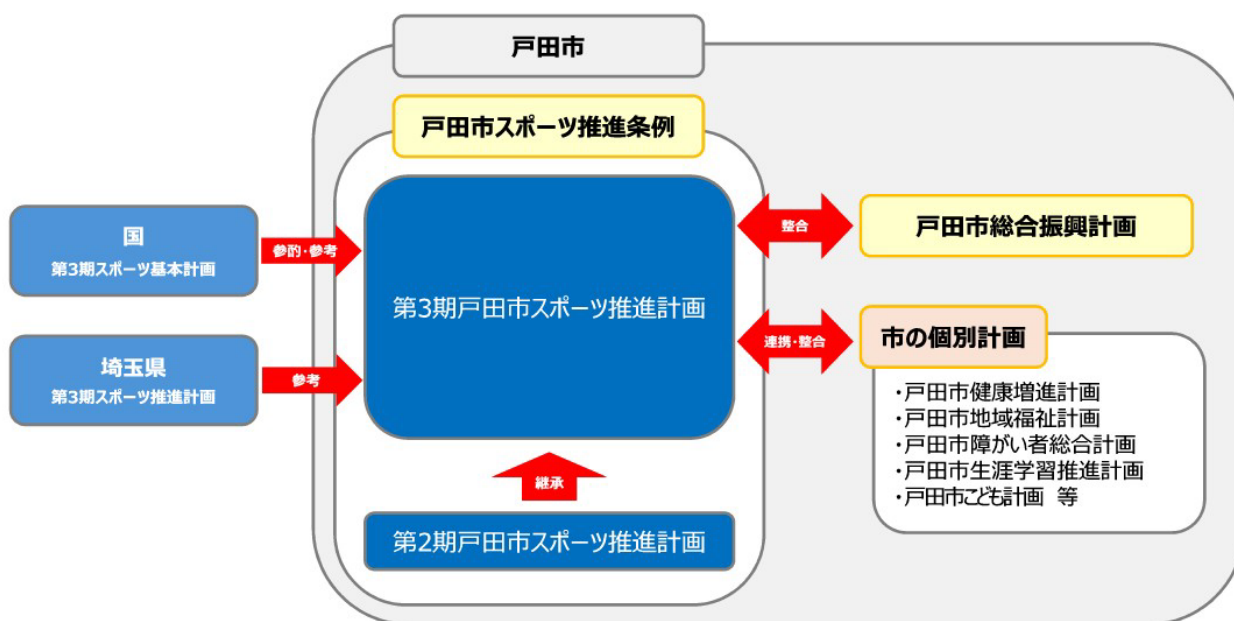 戸田市
戸田市スポーツ推進条例
国
第3期スポーツ基本計画
参酌・参考
埼玉県
第3期スポーツ推進計画
参考
第3期戸田市スポーツ推進計画
継承
第2期戸田市スポーツ推進計画
整合
戸田市総合振興計画
連携・整合
市の個別計画
・戸田市健康増進計画
・戸田市地域福祉計画
・戸田市障がい者総合計画
・戸田市生涯学習推進計画
・戸田市こども計画 等